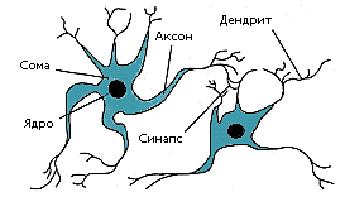 Дендрит
Аксон
Сома
Ядро
Синапс